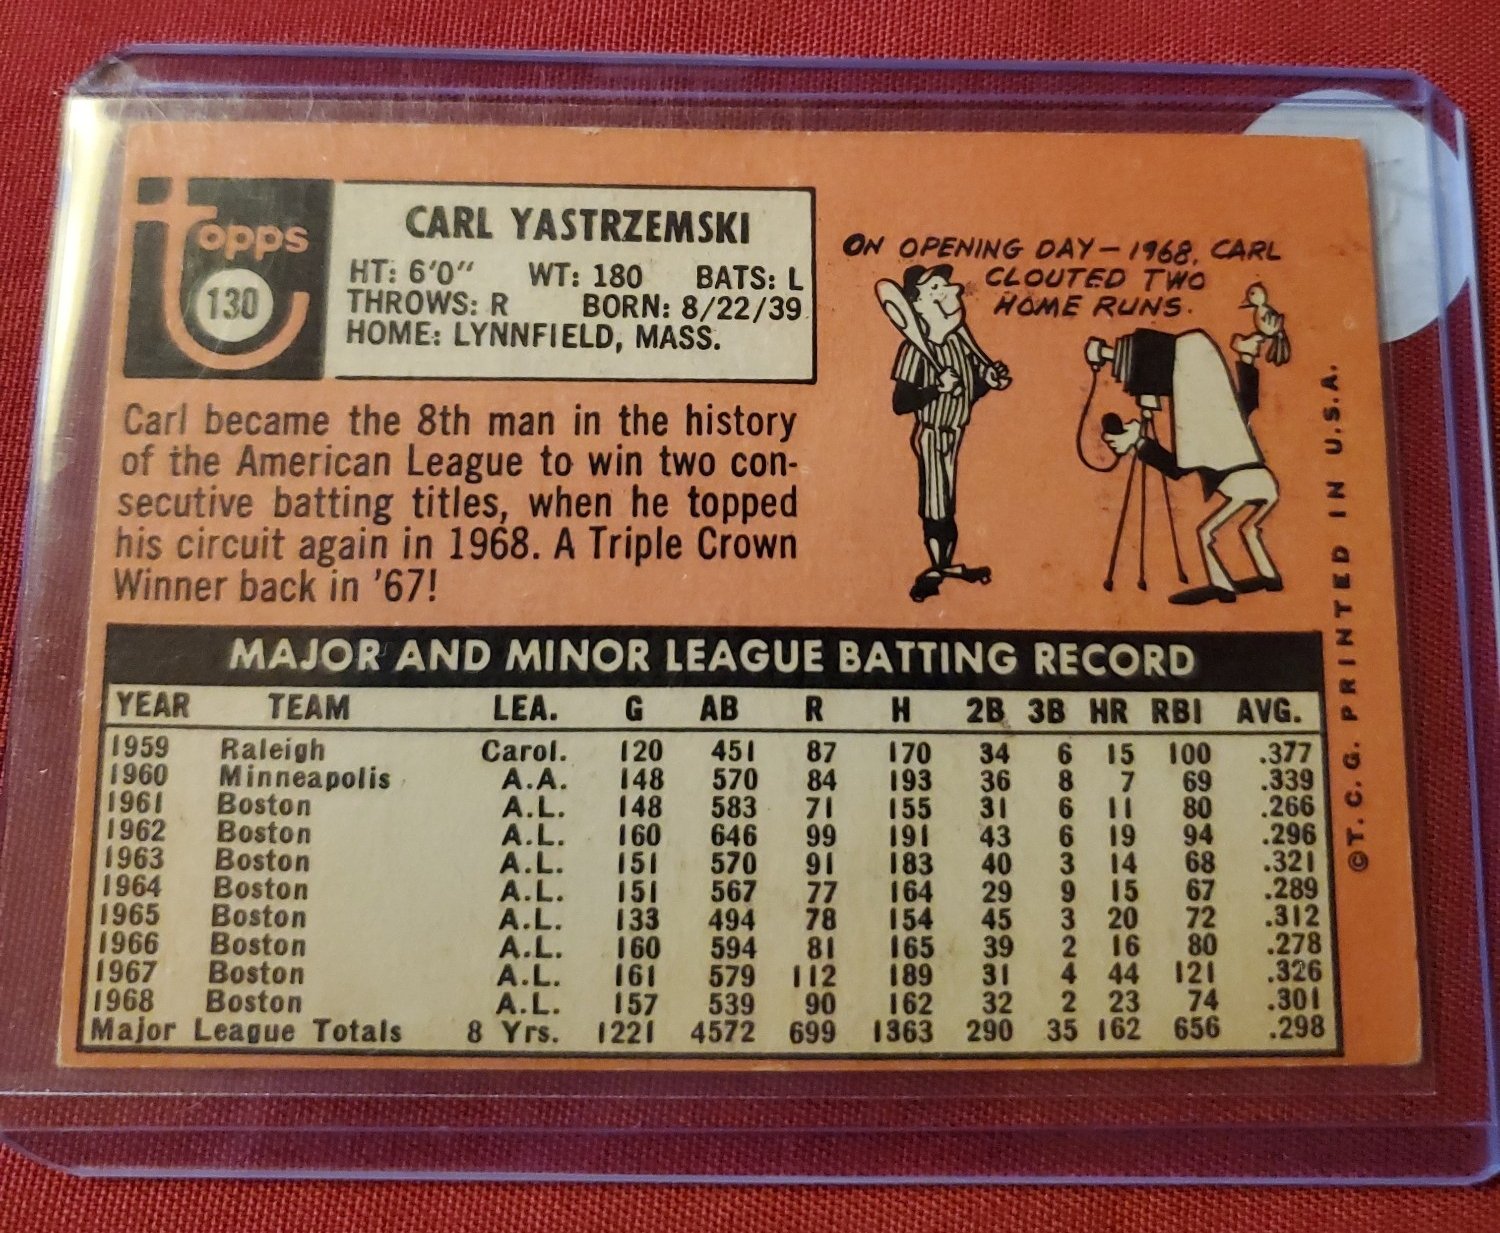 topps
130
CARL YASTRZEMSKI
HT: 6'0" WT: 180 BATS: L
THROWS: R BORN: 8/22/39
HOME: LYNNFIELD, MASS.
ON OPENING DAY—1968, CARL
CLOUTED TWO
HOME RUNS.
Carl became the 8th man in the history
of the American League to win two con-
secutive batting titles, when he topped
his circuit again in 1968. A Triple Crown
Winner back in '67!
MAJOR AND MINOR LEAGUE BATTING RECORD
YEAR TEAM LEA. G AB R H 2B 3B HR RBI AVG.
1959 Raleigh Carol. 120 451 87 170 34 6 15 100 .377
1960 Minneapolis A.A. 148 570 84 193 36 8 7 69 .339
1961 Boston A.L. 148 583 71 155 31 6 11 80 .266
1962 Boston A.L. 160 646 99 191 43 6 19 94 .296
1963 Boston A.L. 151 570 91 183 40 3 14 68 .321
1964 Boston A.L. 151 567 77 164 29 9 15 67 .289
1965 Boston A.L. 133 494 78 154 45 3 20 72 .312
1966 Boston A.L. 160 594 81 165 39 2 16 80 .278
1967 Boston A.L. 161 579 112 189 31 4 44 121 .326
1968 Boston A.L. 157 539 90 162 32 2 23 74 .301
Major League Totals 8 Yrs. 1221 4572 699 1363 290 35 162 656 .298
©T.C.G. PRINTED IN U.S.A.